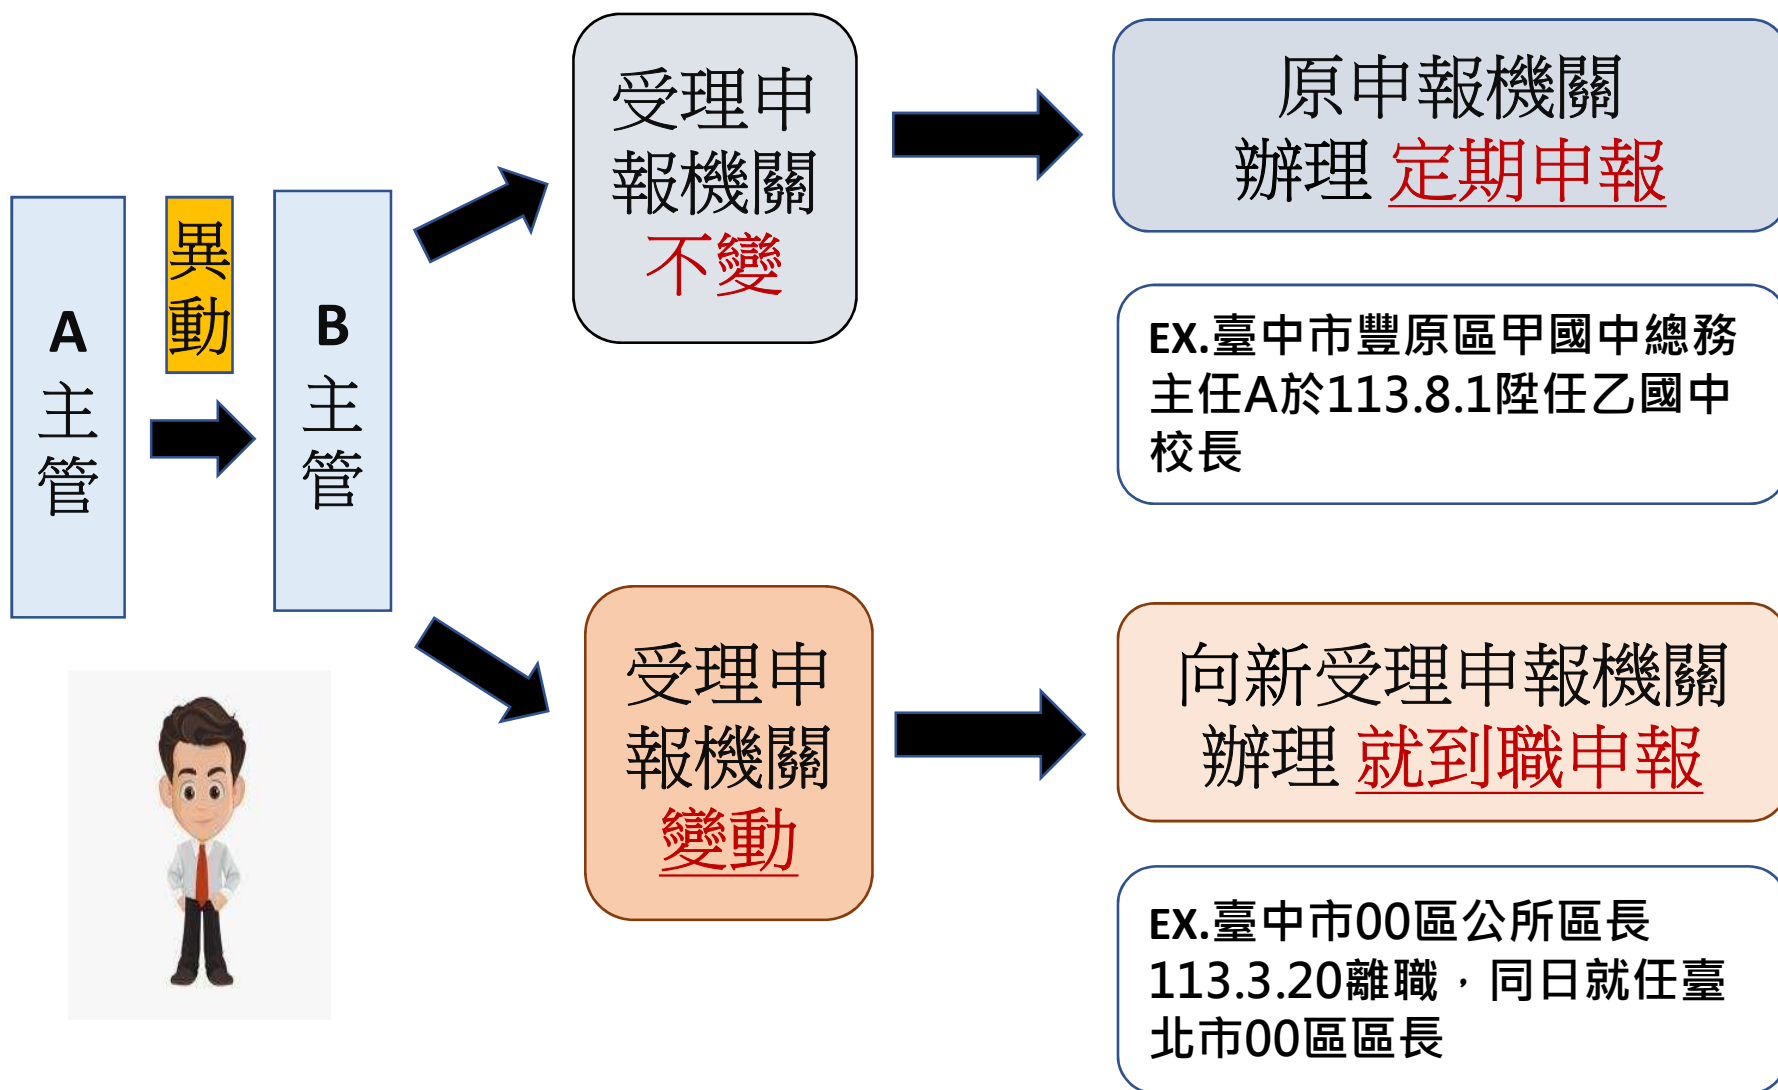 A
主
管
異
動
B
主
管
受理申
報機關
不變
原申報機關
辦理 定期申報
EX.臺中市豐原區甲國中總務
主任A於113.8.1陞任乙國中
校長
受理申
報機關
變動
向新受理申報機關
辦理 就到職申報
EX.臺中市00區公所區長
113.3.20離職，同日就任臺
北市00區區長